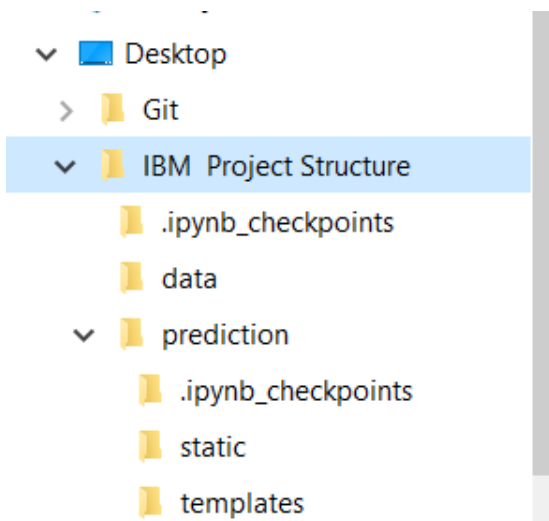 Desktop
Git
IBM  Project Structure
.ipynb_checkpoints
data
prediction
.ipynb_checkpoints
static
templates